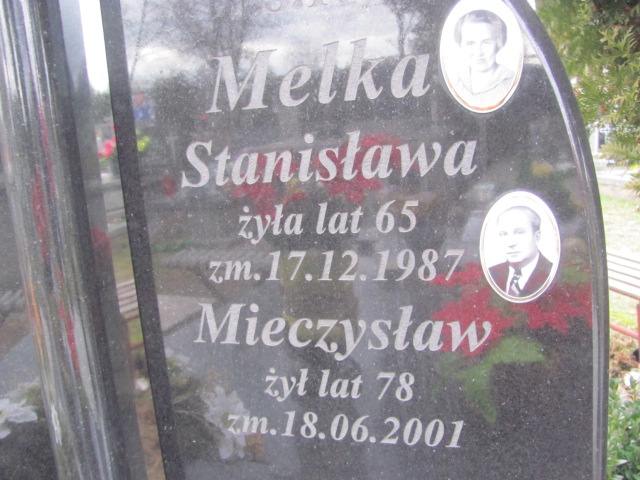 Melka
Stanisława
żyła lat 65
zm.17.12.1987
Mieczysław
żył lat 78
zm.18.06.2001